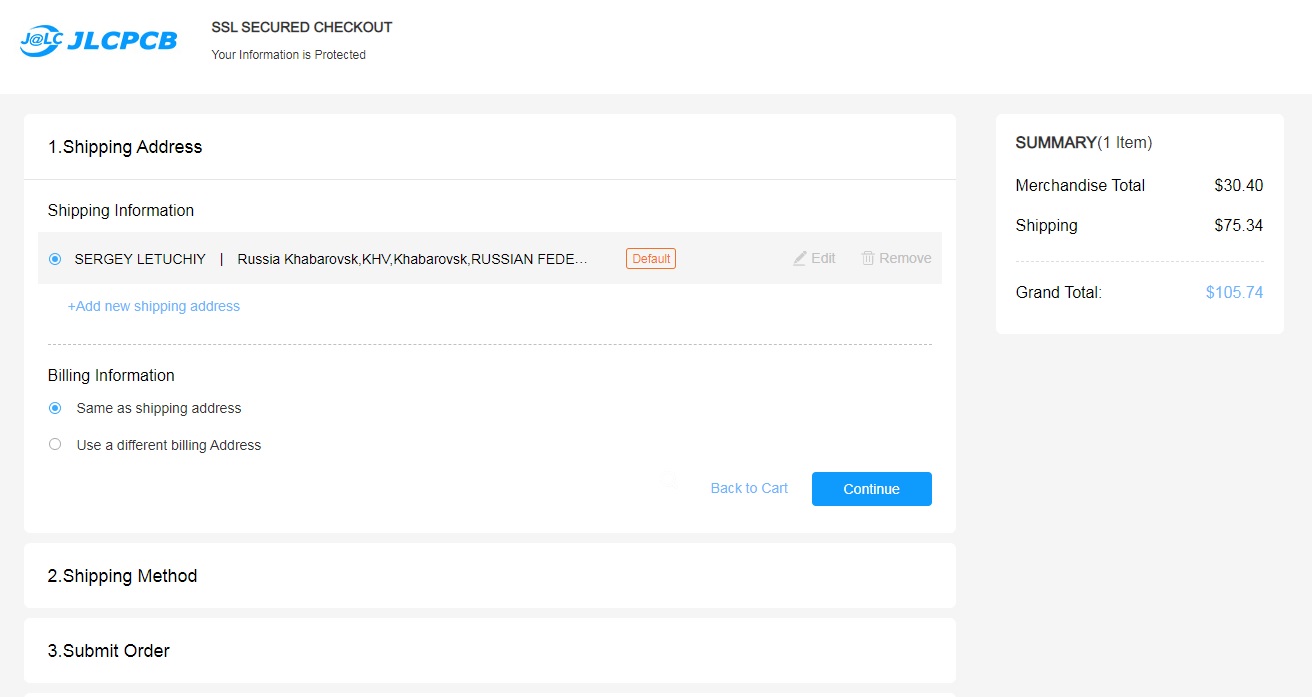 J@LC JLCPCB
SSL SECURED CHECKOUT
Your Information is Protected
1.Shipping Address
Shipping Information
SERGEY LETUCHIY | Russia Khabarovsk,KHV,Khabarovsk,RUSSIAN FEDE... Default Edit Remove
+Add new shipping address
Billing Information
Same as shipping address
Use a different billing Address
Back to Cart Continue
2.Shipping Method
3.Submit Order
SUMMARY(1 Item)
Merchandise Total $30.40
Shipping $75.34
Grand Total: $105.74